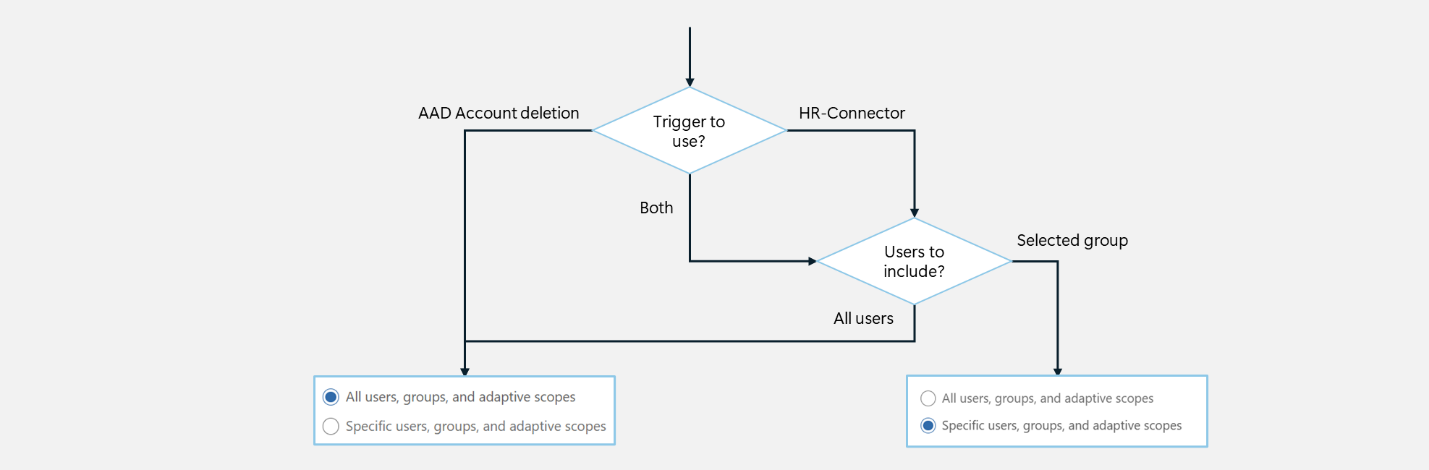 AAD Account deletion
Trigger to
use?
HR-Connector
Both
Users to
include?
Selected group
All users
All users, groups, and adaptive scopes
Specific users, groups, and adaptive scopes
All users, groups, and adaptive scopes
Specific users, groups, and adaptive scopes